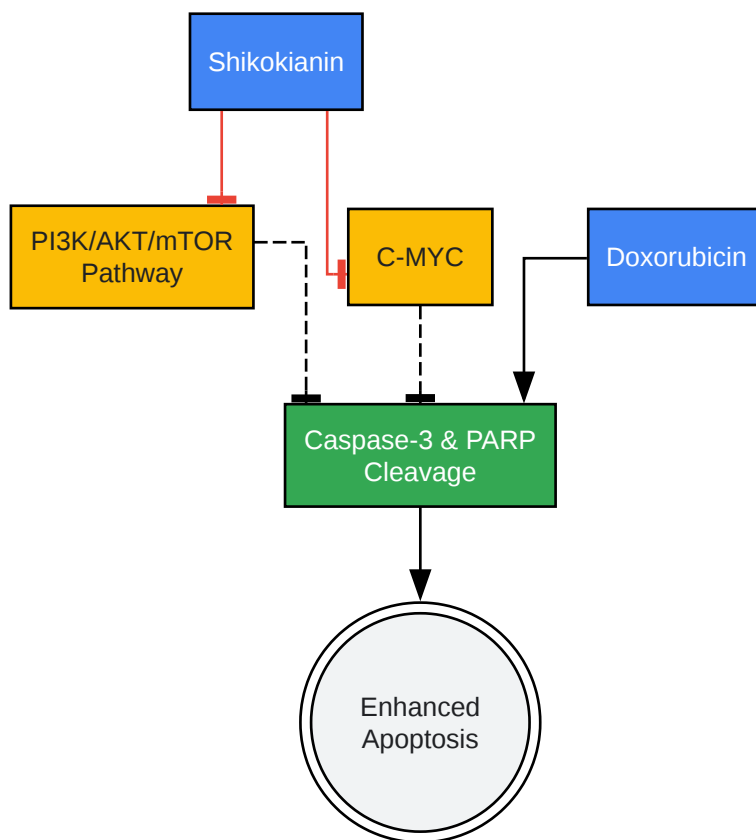 Shikokianin
PI3K/AKT/mTOR
Pathway
C-MYC
Doxorubicin
Caspase-3 & PARP
Cleavage
Enhanced
Apoptosis